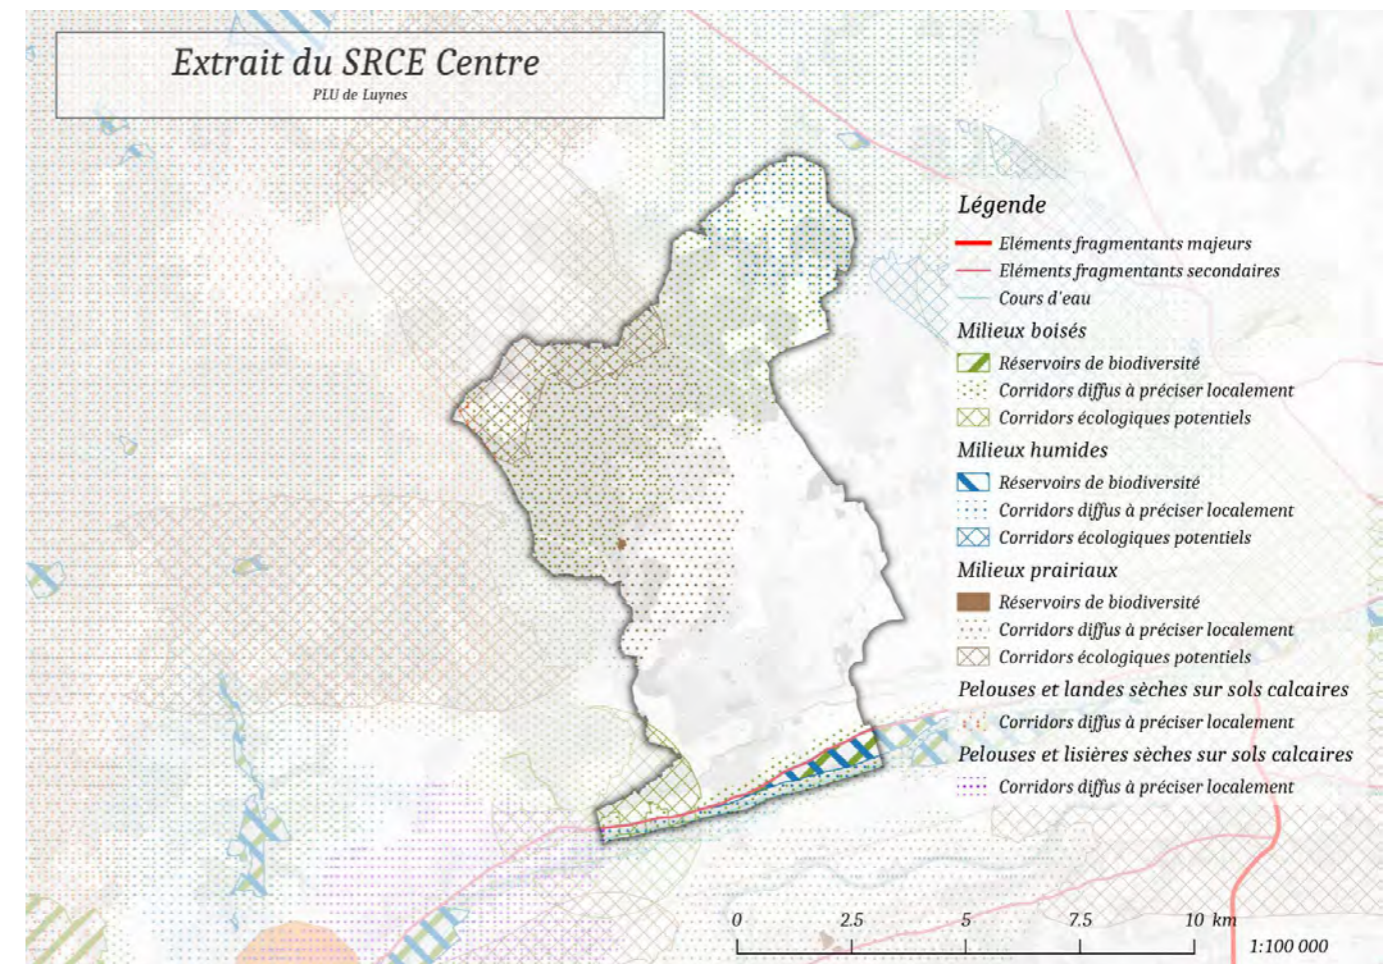 Extrait du SRCE Centre
PLU de Luynes
Légende
Eléments fragmentants majeurs
Eléments fragmentants secondaires
Cours d'eau
Milieux boisés
Réservoirs de biodiversité
Corridors diffus à préciser localement
Corridors écologiques potentiels
Milieux humides
Réservoirs de biodiversité
Corridors diffus à préciser localement
Corridors écologiques potentiels
Milieux prairiaux
Réservoirs de biodiversité
Corridors diffus à préciser localement
Corridors écologiques potentiels
Pelouses et landes sèches sur sols calcaires
Corridors diffus à préciser localement
Pelouses et lisières sèches sur sols calcaires
Corridors diffus à préciser localement
0 2.5 5 7.5 10 km
1:100 000